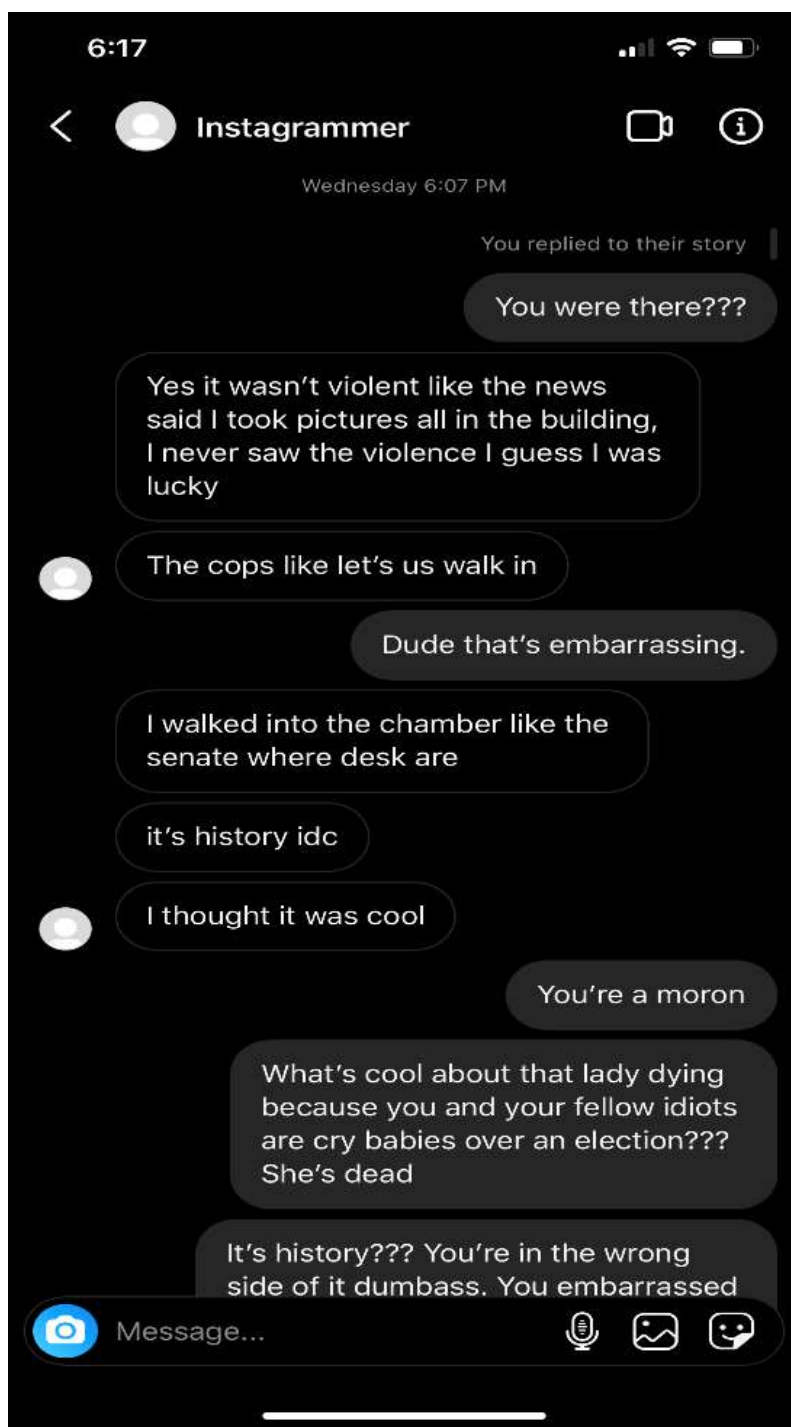 6:17
Instagrammer
Wednesday 6:07 PM
You replied to their story
You were there???
Yes it wasn't violent like the news
said I took pictures all in the building,
I never saw the violence I guess I was
lucky
The cops like let's us walk in
Dude that's embarrassing.
I walked into the chamber like the
senate where desk are
it's history idc
I thought it was cool
You're a moron
What's cool about that lady dying
because you and your fellow idiots
are cry babies over an election???
She's dead
It's history??? You're in the wrong
side of it dumbass. You embarrassed
Message...